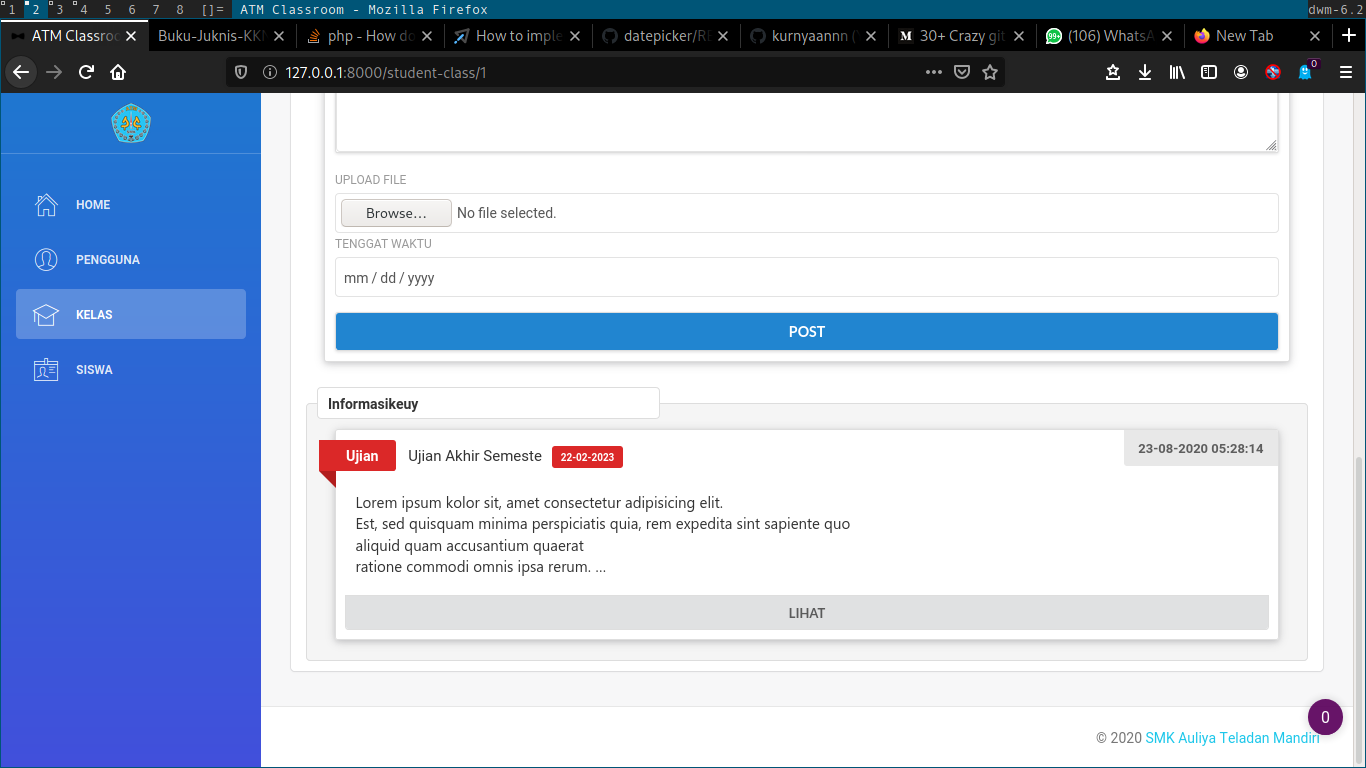 1 2 3 4 5 6 7 8 []= ATM Classroom - Mozilla Firefox dwm-6.2
ATM Classroo Buku-Juknis-KKN php - How do How to imple datepicker/RE kurnyaannn ( 30+ Crazy git (106) WhatsA New Tab
127.0.0.1:8000/student-class/1
0
HOME
PENGGUNA
KELAS
SISWA
UPLOAD FILE
Browse... No file selected.
TENGGAT WAKTU
mm / dd / yyyy
POST
Informasikeuy
Ujian Ujian Akhir Semeste 22-02-2023 23-08-2020 05:28:14
Lorem ipsum kolor sit, amet consectetur adipisicing elit.
Est, sed quisquam minima perspiciatis quia, rem expedita sint sapiente quo
aliquid quam accusantium quaerat
ratione commodi omnis ipsa rerum. ...
LIHAT
0
© 2020 SMK Auliya Teladan Mandiri